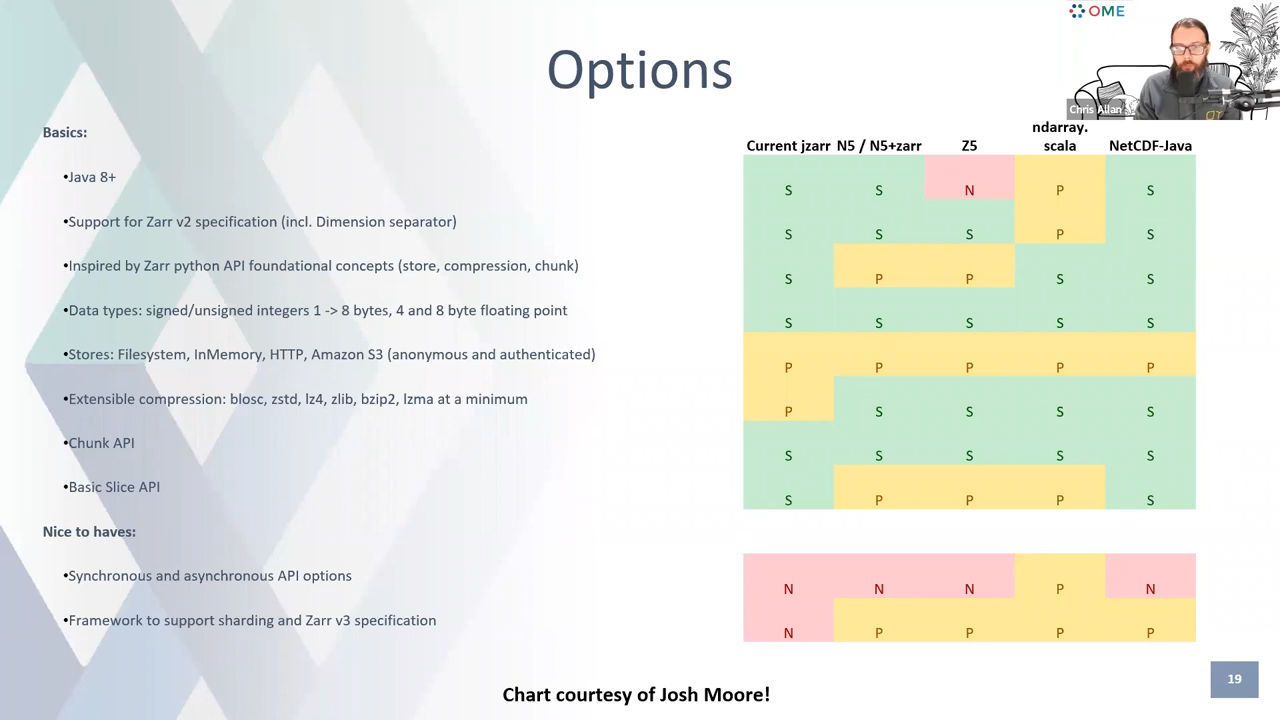 OME
Options
Chris Allan
Basics:
•Java 8+
•Support for Zarr v2 specification (incl. Dimension separator)
•Inspired by Zarr python API foundational concepts (store, compression, chunk)
•Data types: signed/unsigned integers 1 -> 8 bytes, 4 and 8 byte floating point
•Stores: Filesystem, InMemory, HTTP, Amazon S3 (anonymous and authenticated)
•Extensible compression: blosc, zstd, lz4, zlib, bzip2, lzma at a minimum
•Chunk API
•Basic Slice API
Nice to haves:
•Synchronous and asynchronous API options
•Framework to support sharding and Zarr v3 specification
ndarray.
Current jzarr N5 / N5+zarr Z5 scala NetCDF-Java
S S N P S
S S S P S
S P P S S
S S S S S
P P P P P
P S S S S
S S S S S
S P P P S
N N N P N
N P P P P
19
Chart courtesy of Josh Moore!